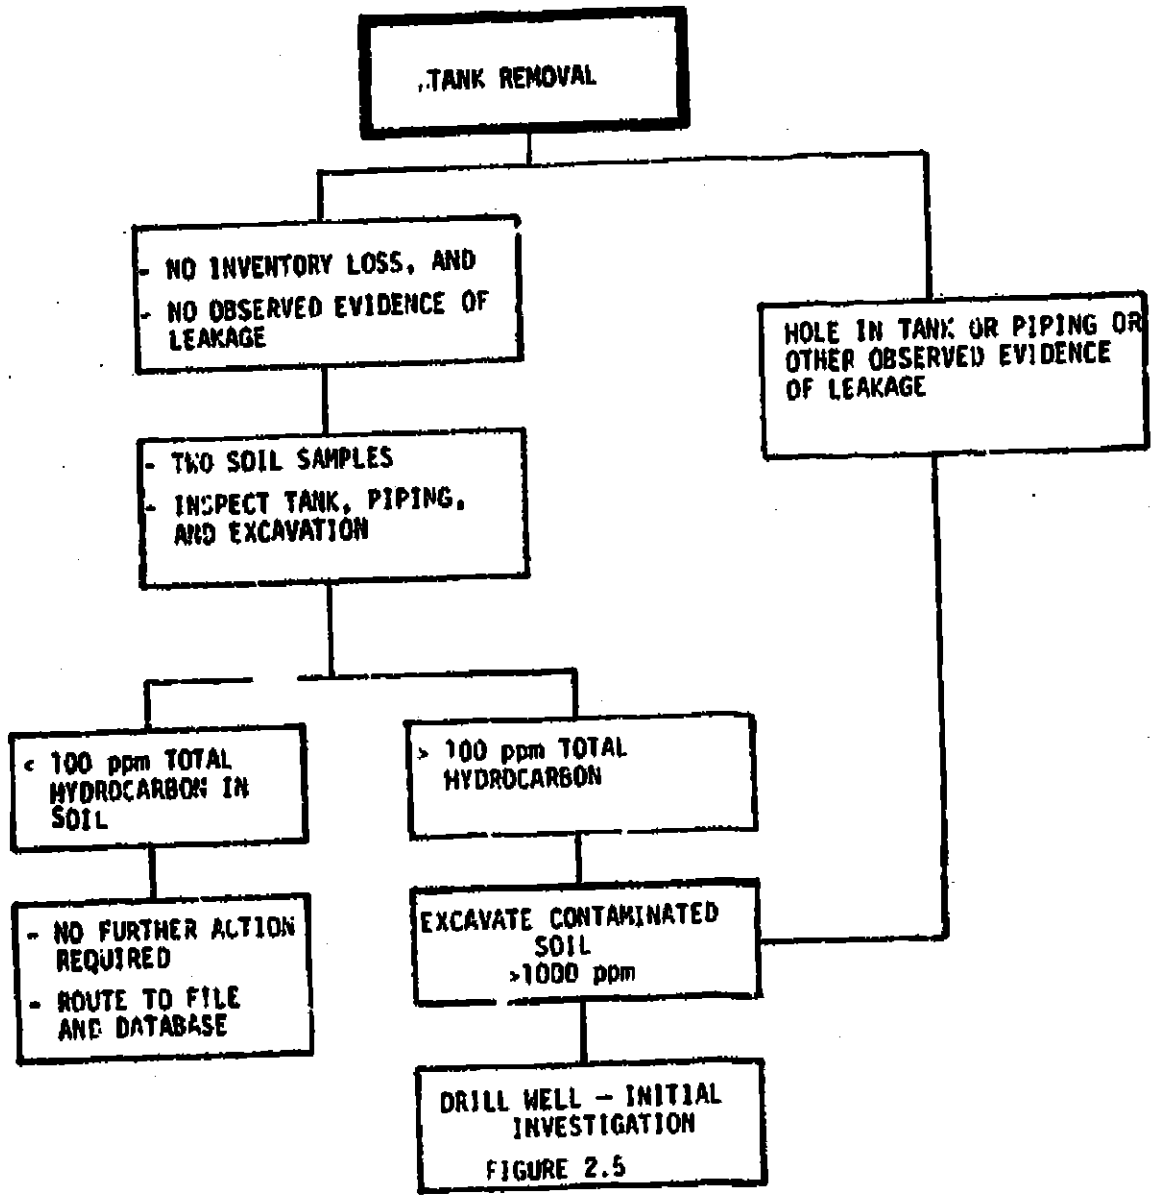 TANK REMOVAL
- NO INVENTORY LOSS, AND
- NO OBSERVED EVIDENCE OF
LEAKAGE
HOLE IN TANK OR PIPING OR
OTHER OBSERVED EVIDENCE
OF LEAKAGE
- TWO SOIL SAMPLES
- INSPECT TANK, PIPING,
AND EXCAVATION
< 100 ppm TOTAL
HYDROCARBON IN
SOIL
> 100 ppm TOTAL
HYDROCARBON
- NO FURTHER ACTION
REQUIRED
- ROUTE TO FILE
AND DATABASE
EXCAVATE CONTAMINATED
SOIL
>1000 ppm
DRILL WELL - INITIAL
INVESTIGATION
FIGURE 2.5